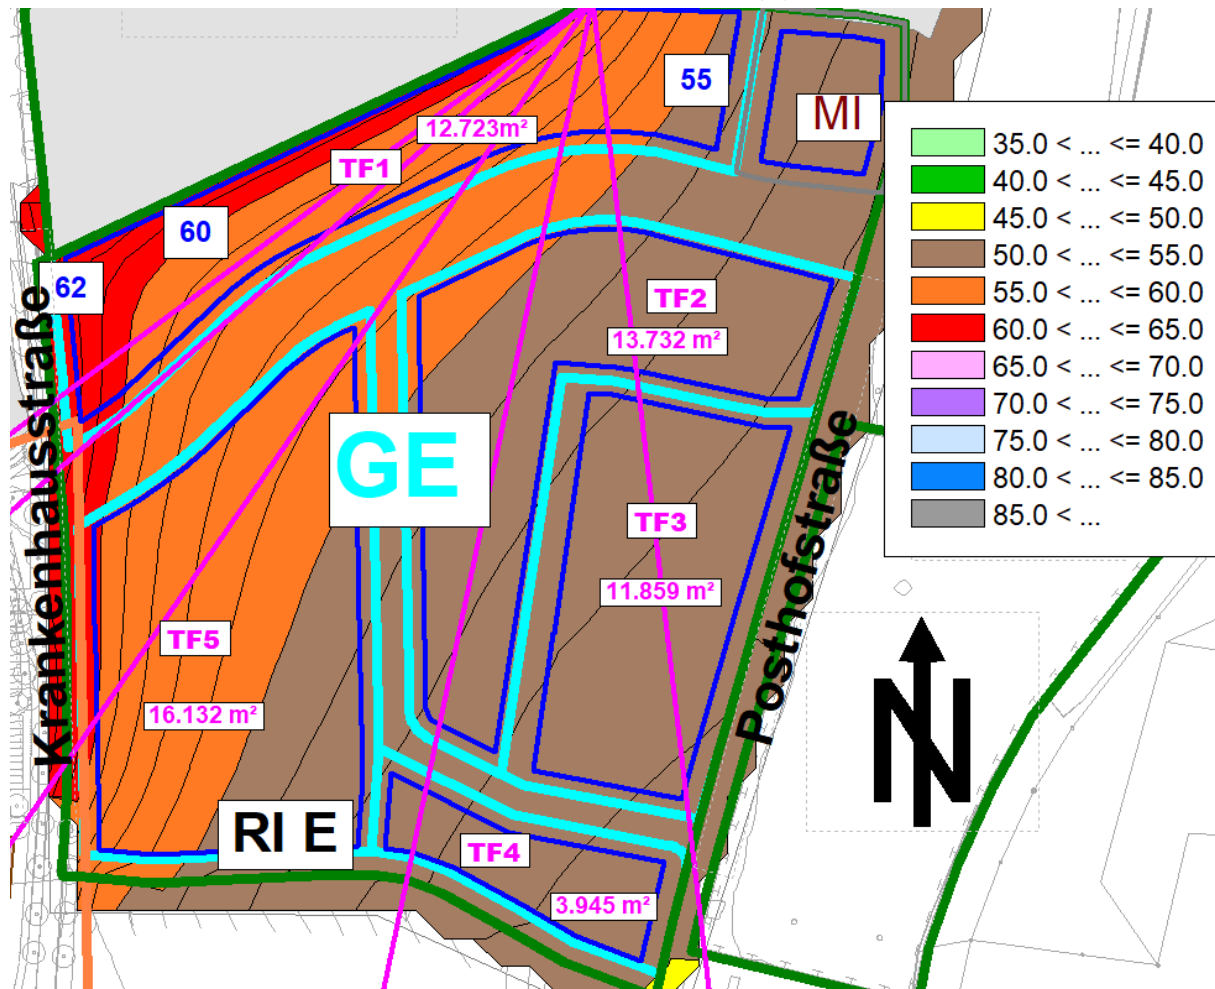 55
MI
12.723m²
TF1
60
62
35.0 < ... <= 40.0
40.0 < ... <= 45.0
45.0 < ... <= 50.0
50.0 < ... <= 55.0
55.0 < ... <= 60.0
60.0 < ... <= 65.0
65.0 < ... <= 70.0
70.0 < ... <= 75.0
75.0 < ... <= 80.0
80.0 < ... <= 85.0
85.0 < ...
TF2
13.732 m²
GE
TF3
11.859 m²
Krankenhausstraße
Posthofstraße
TF5
16.132 m²
N
RI E
TF4
3.945 m²